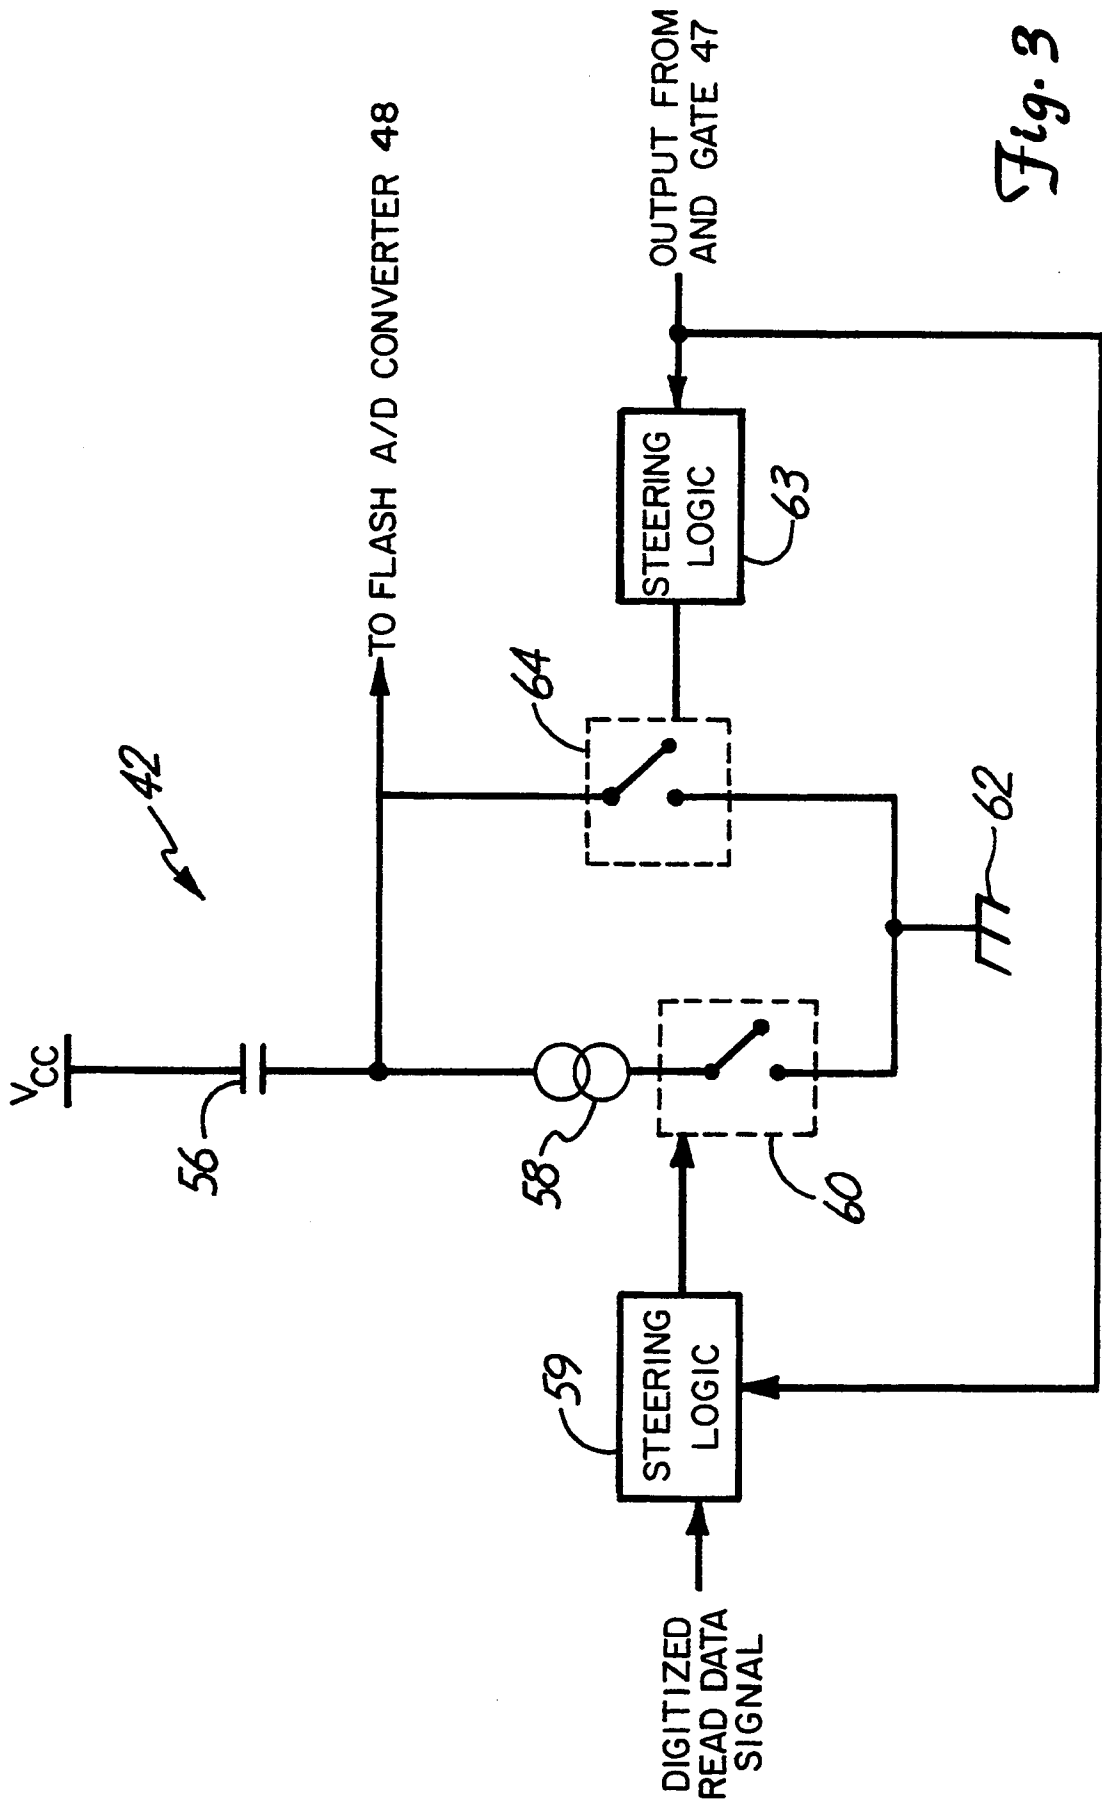 VCC
42
56
TO FLASH A/D CONVERTER 48
58
64
60
59
STEERING
LOGIC
STEERING
LOGIC
63
62
DIGITIZED
READ DATA
SIGNAL
OUTPUT FROM
AND GATE 47
Fig. 3